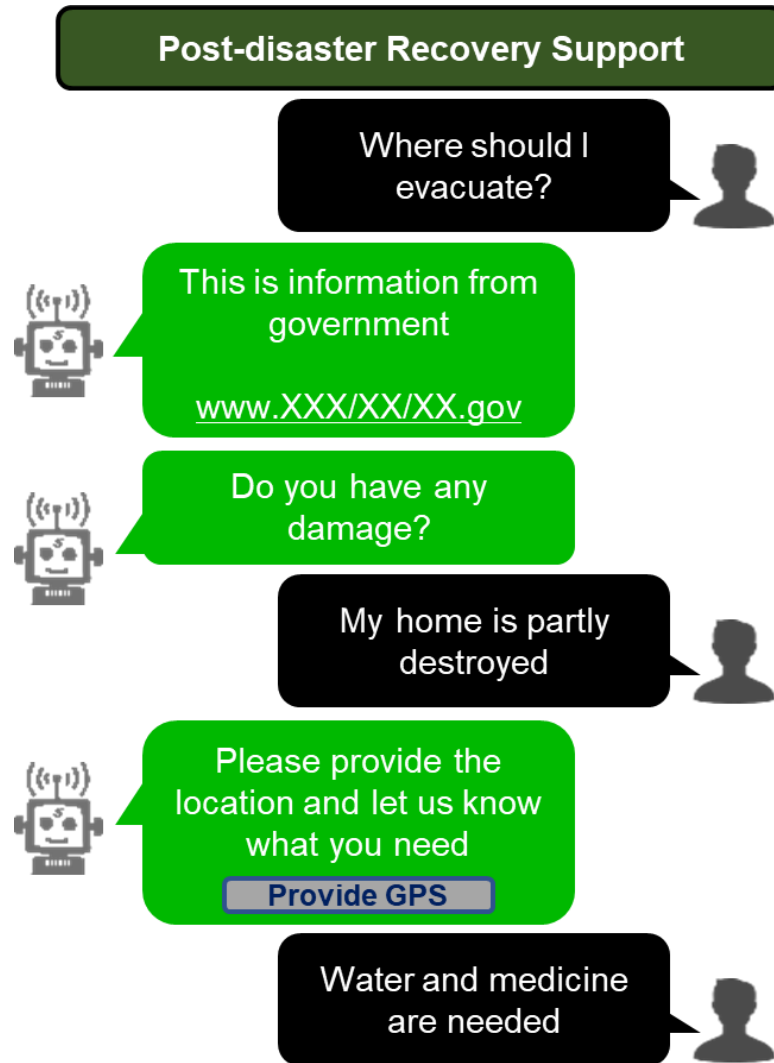 Post-disaster Recovery Support
Where should I
evacuate?
This is information from
government
www.XXX/XX/XX.gov
Do you have any
damage?
My home is partly
destroyed
Please provide the
location and let us know
what you need
Provide GPS
Water and medicine
are needed